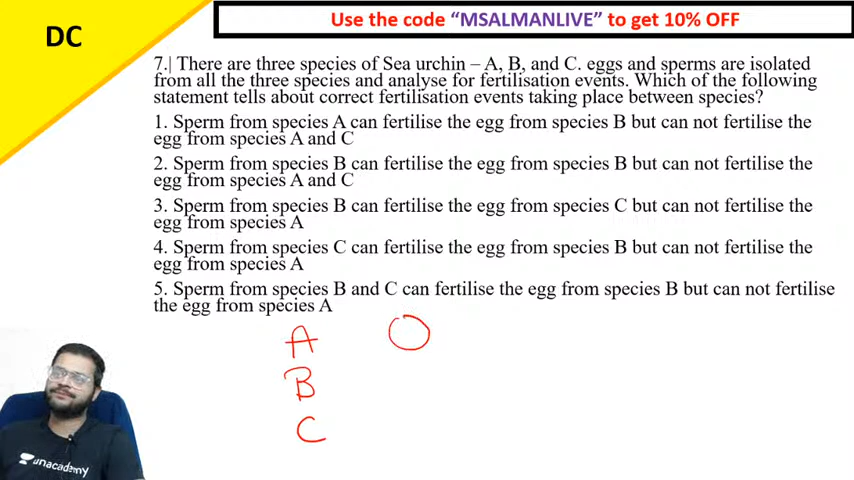 DC
Use the code “MSALMANLIVE” to get 10% OFF
7.| There are three species of Sea urchin – A, B, and C. eggs and sperms are isolated
from all the three species and analyse for fertilisation events. Which of the following
statement tells about correct fertilisation events taking place between species?
1. Sperm from species A can fertilise the egg from species B but can not fertilise the
egg from species A and C
2. Sperm from species B can fertilise the egg from species B but can not fertilise the
egg from species A and C
3. Sperm from species B can fertilise the egg from species C but can not fertilise the
egg from species A
4. Sperm from species C can fertilise the egg from species B but can not fertilise the
egg from species A
5. Sperm from species B and C can fertilise the egg from species B but can not fertilise
the egg from species A
A
B
C
unacademy